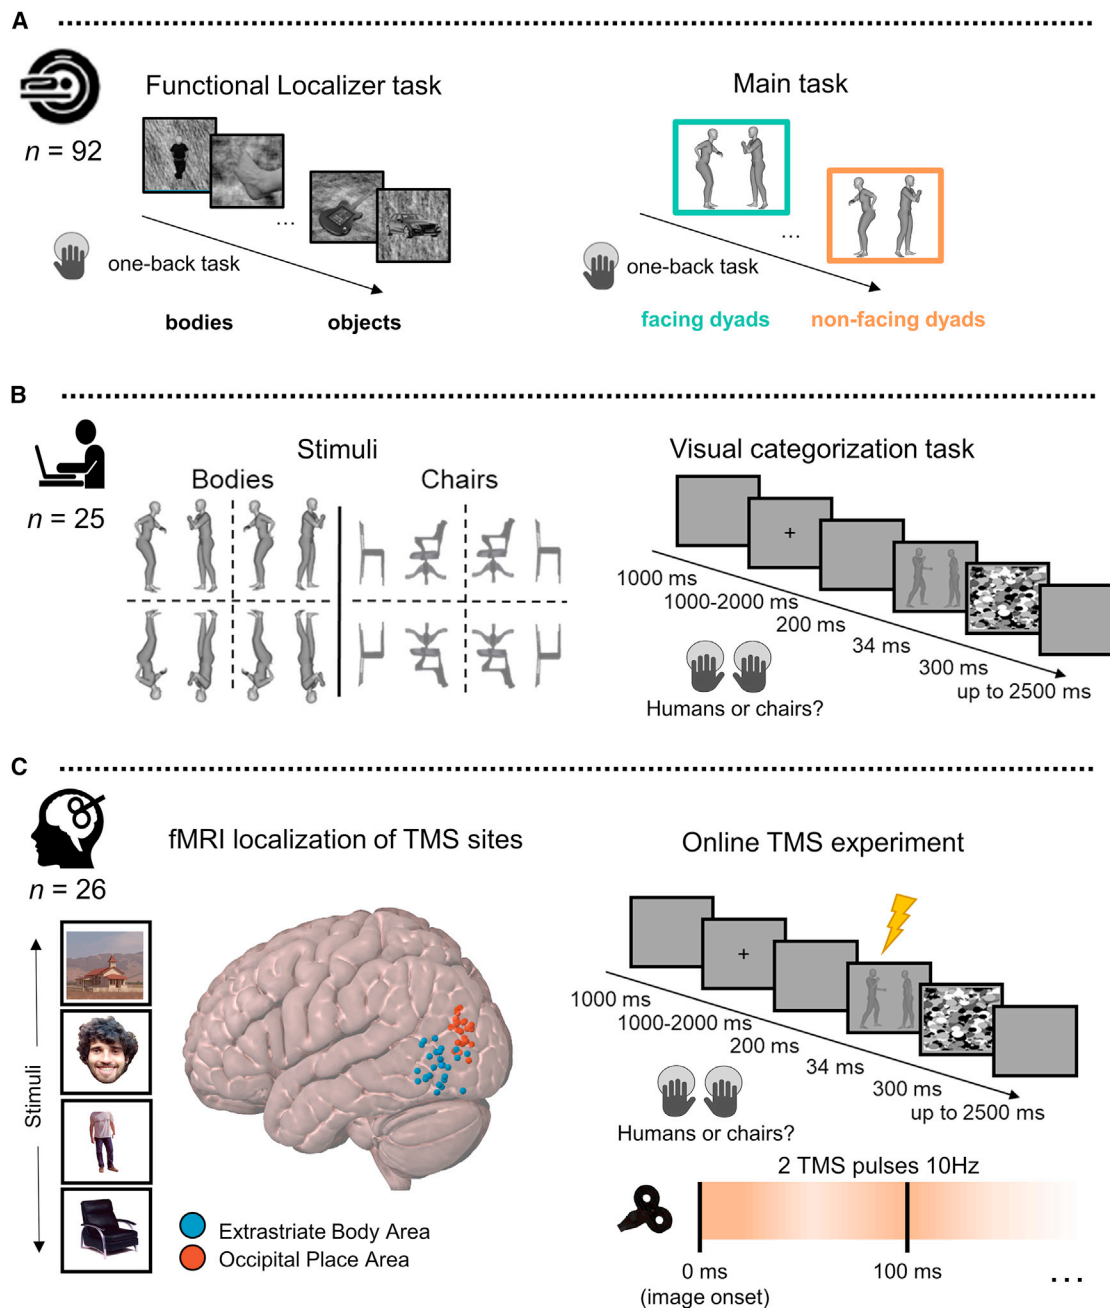 A
Functional Localizer task
Main task
n = 92
...
...
one-back task
one-back task
bodies
objects
facing dyads
non-facing dyads
B
Stimuli
Visual categorization task
Bodies
Chairs
n = 25
+
1000 ms
1000-2000 ms
200 ms
34 ms
300 ms
up to 2500 ms
Humans or chairs?
C
fMRI localization of TMS sites
Online TMS experiment
n = 26
+
1000 ms
1000-2000 ms
200 ms
34 ms
300 ms
up to 2500 ms
Stimuli
Humans or chairs?
2 TMS pulses 10Hz
Extrastriate Body Area
Occipital Place Area
0 ms
(image onset)
100 ms
...